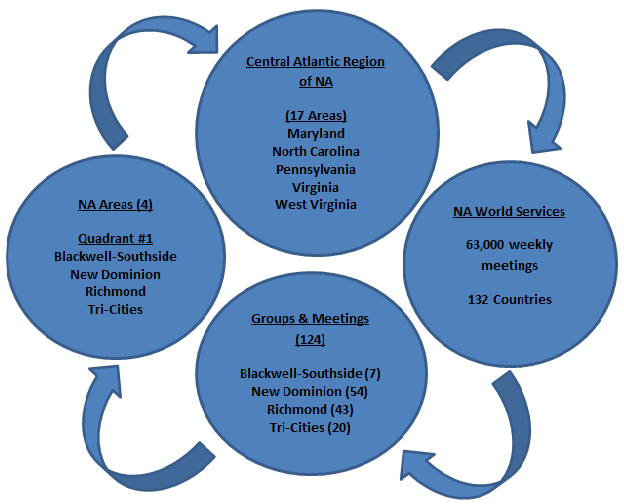 Central Atlantic Region
of NA
(17 Areas)
Maryland
North Carolina
Pennsylvania
Virginia
West Virginia
NA World Services
63,000 weekly
meetings
132 Countries
Groups & Meetings
(124)
Blackwell-Southside (7)
New Dominion (54)
Richmond (43)
Tri-Cities (20)
NA Areas (4)
Quadrant #1
Blackwell-Southside
New Dominion
Richmond
Tri-Cities